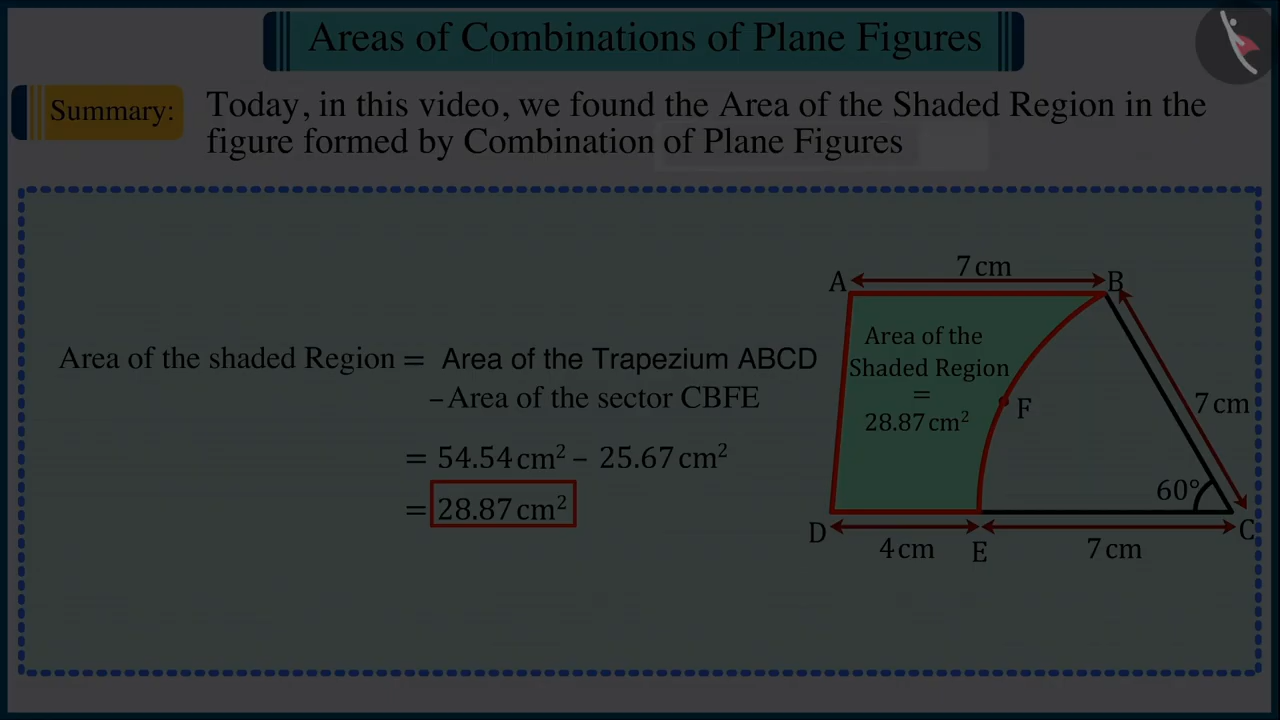 Areas of Combinations of Plane Figures
Summary:
Today, in this video, we found the Area of the Shaded Region in the
figure formed by Combination of Plane Figures
Area of the shaded Region = Area of the Trapezium ABCD
– Area of the sector CBFE
= 54.54 cm² – 25.67 cm²
= 28.87 cm²
7 cm
A
B
Area of the
Shaded Region
=
28.87 cm²
F
7 cm
60°
D
C
4 cm
E
7 cm